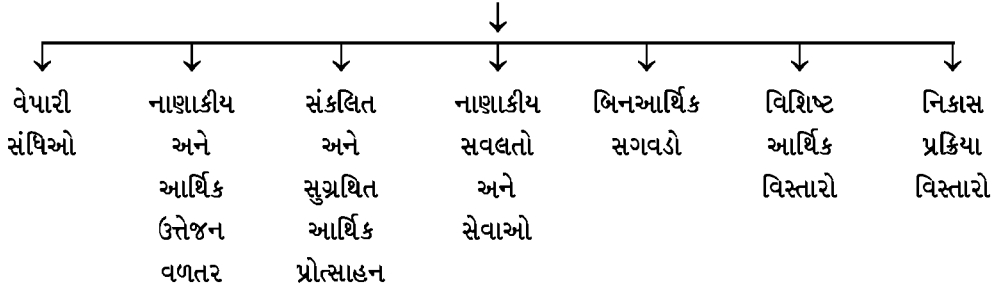 વેપારી
સંધિઓ
નાણાકીય
અને
આર્થિક
ઉત્તેજન
વળતર
સંકલિત
અને
સુગ્રથિત
આર્થિક
પ્રોત્સાહન
નાણાકીય
સવલતો
અને
સેવાઓ
બિનઆર્થિક
સગવડો
વિશિષ્ટ
આર્થિક
વિસ્તારો
નિકાસ
પ્રક્રિયા
વિસ્તારો